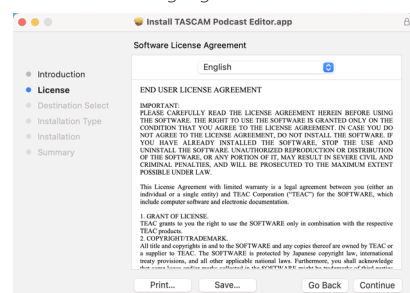 Install TASCAM Podcast Editor.app
Software License Agreement
English
Introduction
License
Destination Select
Installation Type
Installation
Summary
END USER LICENSE AGREEMENT
IMPORTANT:
PLEASE CAREFULLY READ THE LICENSE AGREEMENT HEREIN BEFORE USING
THE SOFTWARE. THE RIGHT TO USE THE SOFTWARE IS GRANTED ONLY ON THE
CONDITION THAT YOU AGREE TO THE LICENSE AGREEMENT. IN CASE YOU DO
NOT AGREE TO THE LICENSE AGREEMENT, DO NOT INSTALL THE SOFTWARE. IF
YOU HAVE ALREADY INSTALLED THE SOFTWARE, STOP THE USE AND
UNINSTALL THE SOFTWARE. UNAUTHORIZED REPRODUCTION OR DISTRIBUTION
OF THE SOFTWARE, OR ANY PORTION OF IT, MAY RESULT IN SEVERE CIVIL AND
CRIMINAL PENALTIES, AND WILL BE PROSECUTED TO THE MAXIMUM EXTENT
POSSIBLE UNDER LAW.
This License Agreement with limited warranty is a legal agreement between you (either an
individual or a single entity) and TEAC Corporation ("TEAC") for the SOFTWARE, which
include computer software and electronic documentation.
1. GRANT OF LICENSE.
TEAC grants to you the right to use the SOFTWARE only in combination with the respective
TEAC products.
2. COPYRIGHT/TRADEMARK.
All title and copyrights in and to the SOFTWARE and any copies thereof are owned by TEAC or
a supplier to TEAC. The SOFTWARE is protected by Japanese copyright law, international
treaty provisions, and all other applicable national laws. Furthermore, you shall acknowledge
Print...
Save...
Go Back
Continue